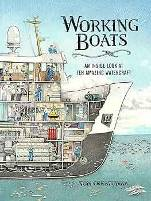 WORKING
BOATS
AN INSIDE LOOK AT
TEN AMAZING WATERCRAFT